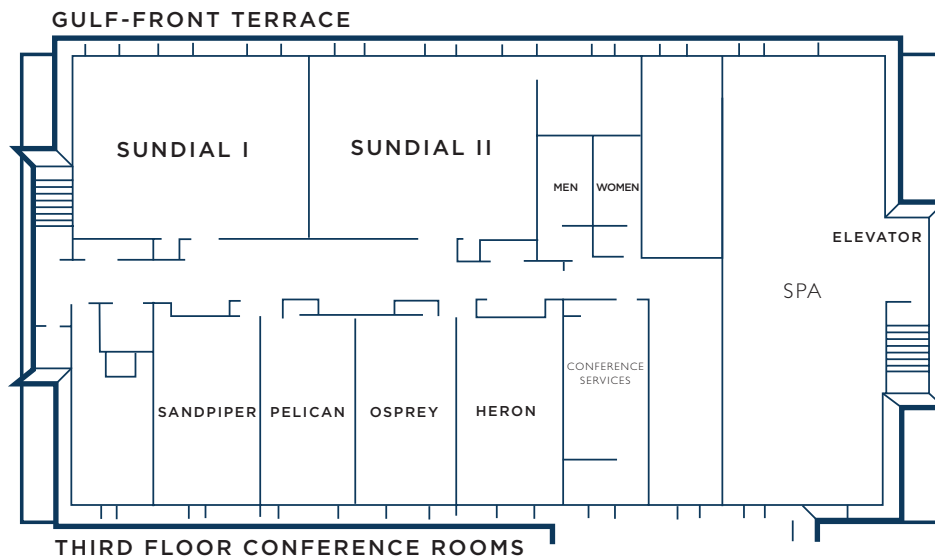 GULF-FRONT TERRACE
SUNDIAL I
SUNDIAL II
MEN
WOMEN
ELEVATOR
SPA
CONFERENCE
SERVICES
SANDPIPER
PELICAN
OSPREY
HERON
THIRD FLOOR CONFERENCE ROOMS